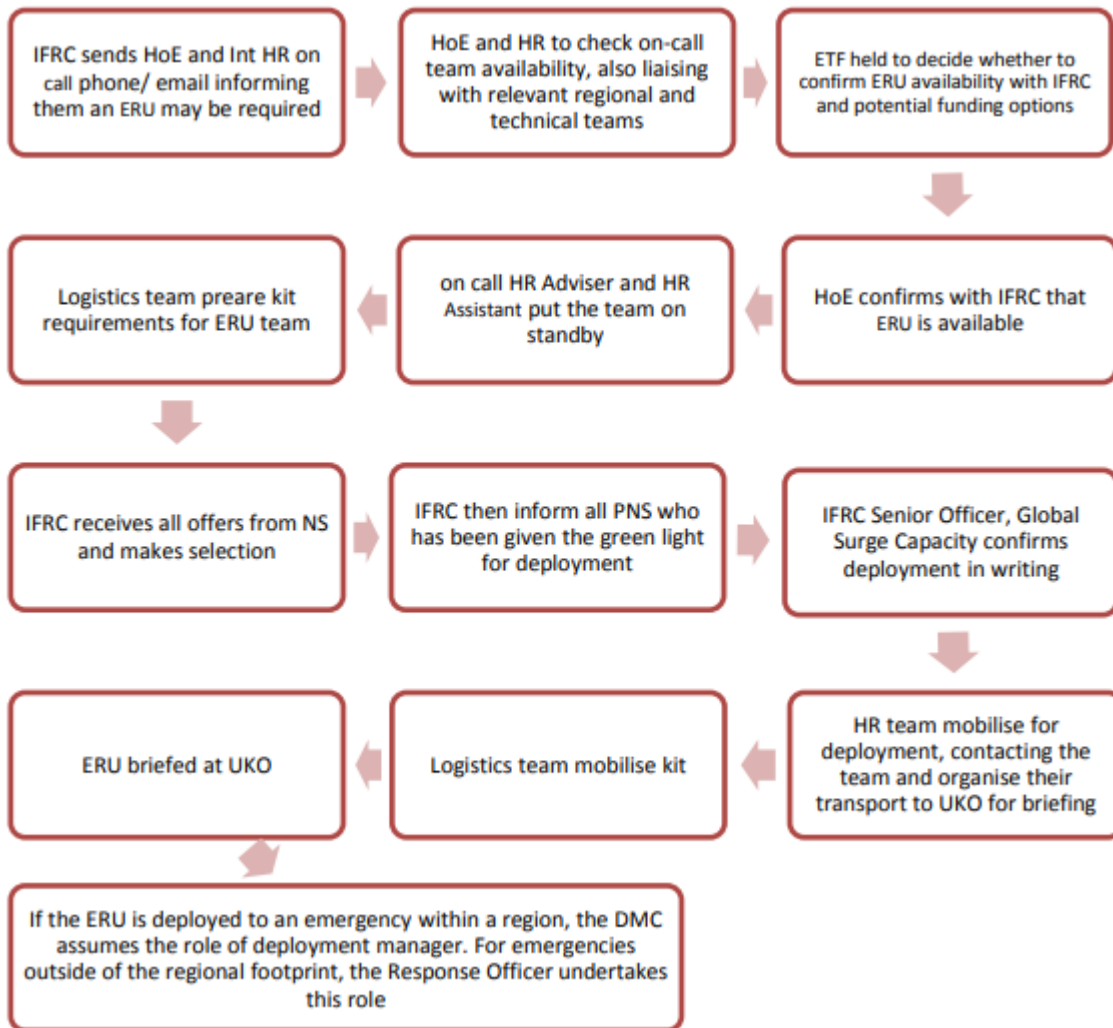 IFRC sends HoE and Int HR on
call phone/ email informing
them an ERU may be required
HoE and HR to check on-call
team availability, also liaising
with relevant regional and
technical teams
ETF held to decide whether to
confirm ERU availability with IFRC
and potential funding options
HoE confirms with IFRC that
ERU is available
on call HR Adviser and HR
Assistant put the team on
standby
Logistics team preare kit
requirements for ERU team
IFRC receives all offers from NS
and makes selection
IFRC then inform all PNS who
has been given the green light
for deployment
IFRC Senior Officer, Global
Surge Capacity confirms
deployment in writing
HR team mobilise for
deployment, contacting the
team and organise their
transport to UKO for briefing
Logistics team mobilise kit
ERU briefed at UKO
If the ERU is deployed to an emergency within a region, the DMC
assumes the role of deployment manager. For emergencies
outside of the regional footprint, the Response Officer undertakes
this role